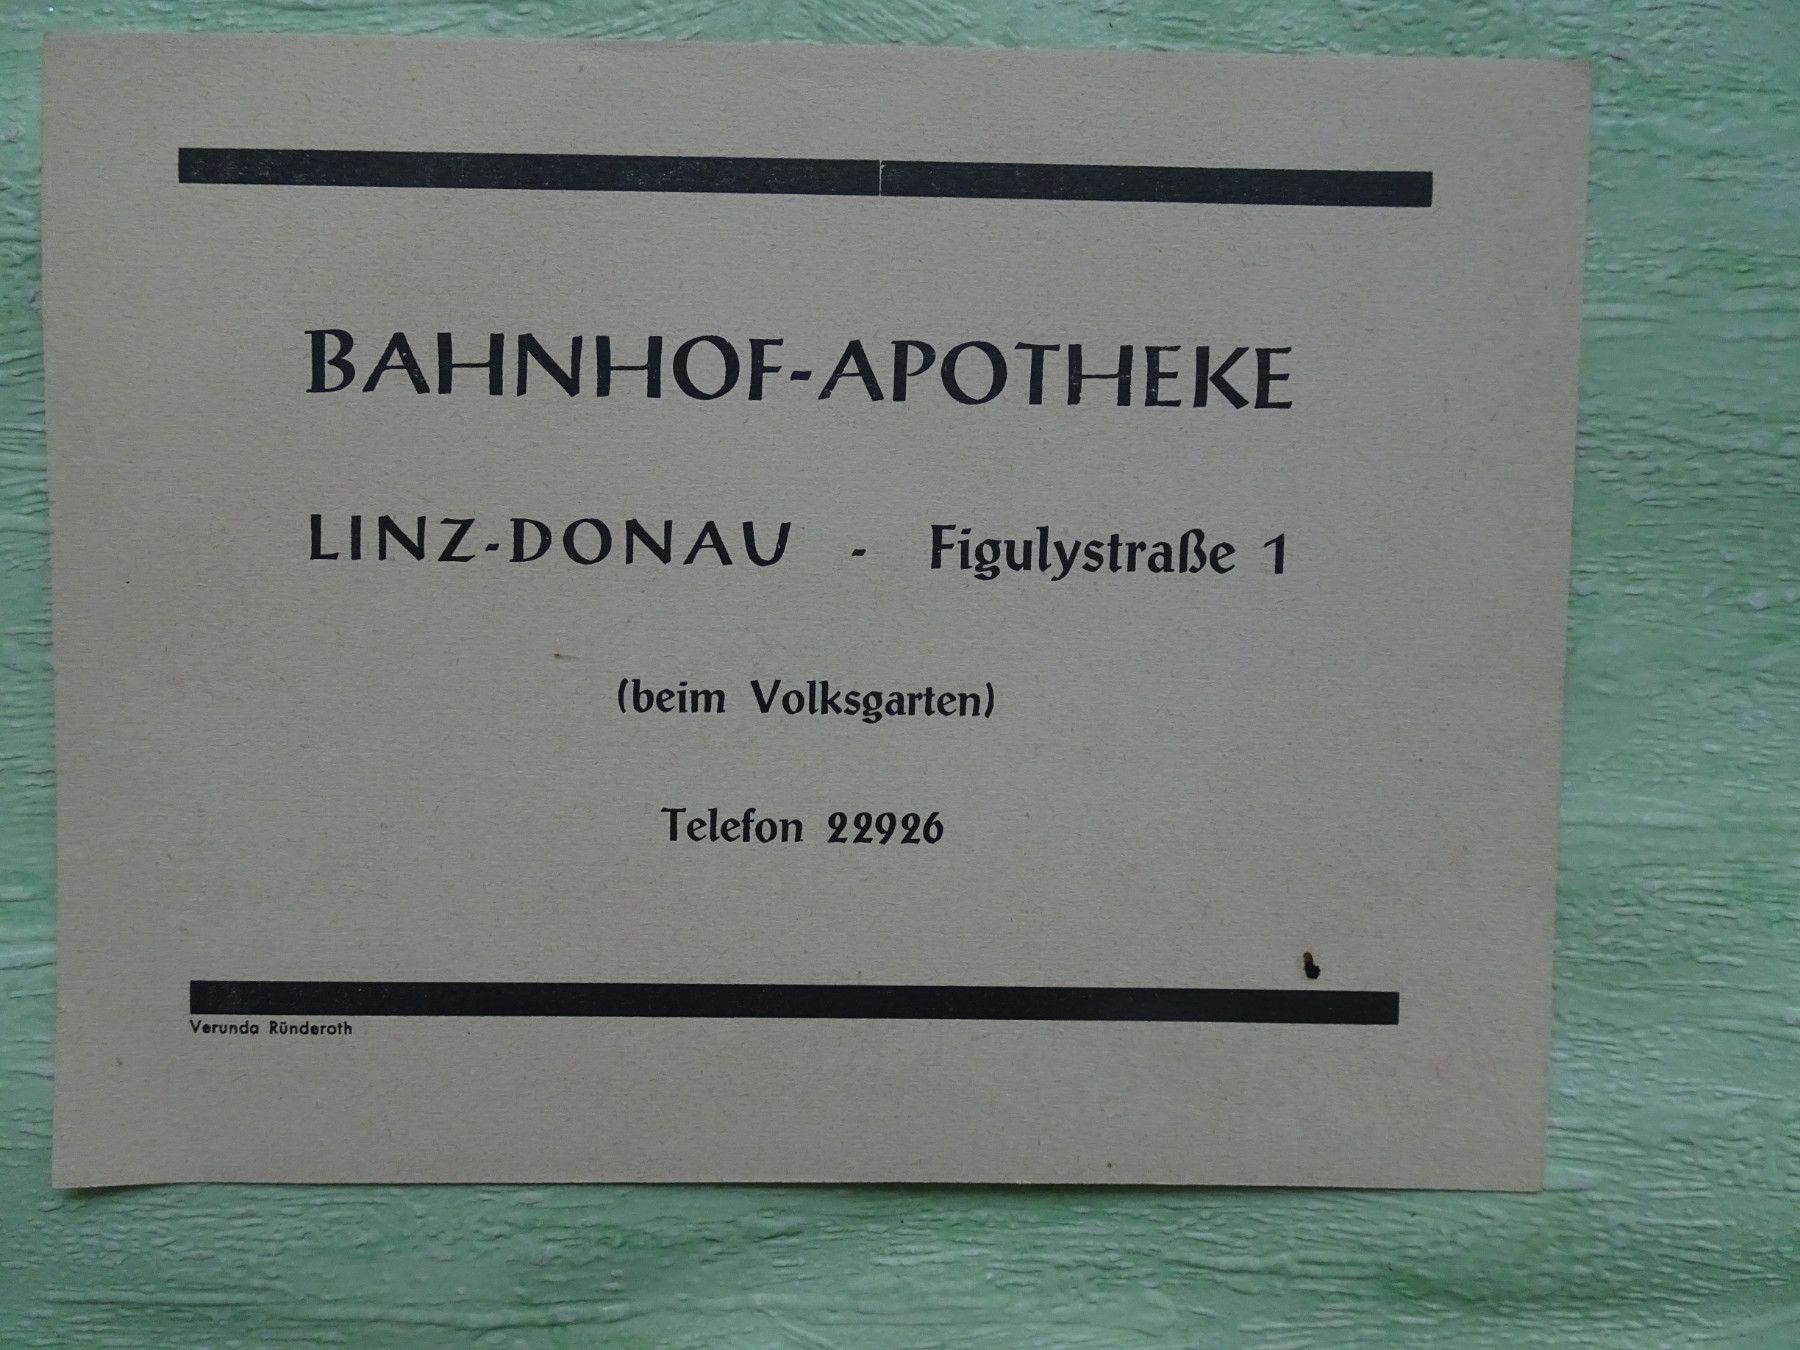 BAHNHOF-APOTHEKE
LINZ-DONAU - Figulystraße 1
(beim Volksgarten)
Telefon 22926
Verunda Ründeroth